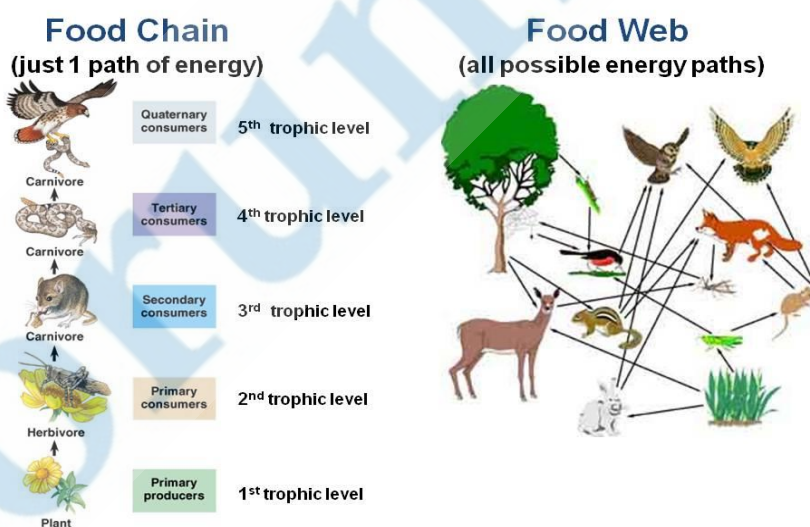 Food Chain
(just 1 path of energy)
Quaternary
consumers
5th trophic level
Carnivore
Tertiary
consumers
4th trophic level
Carnivore
Secondary
consumers
3rd trophic level
Carnivore
Primary
consumers
2nd trophic level
Herbivore
Primary
producers
1st trophic level
Plant
Food Web
(all possible energy paths)